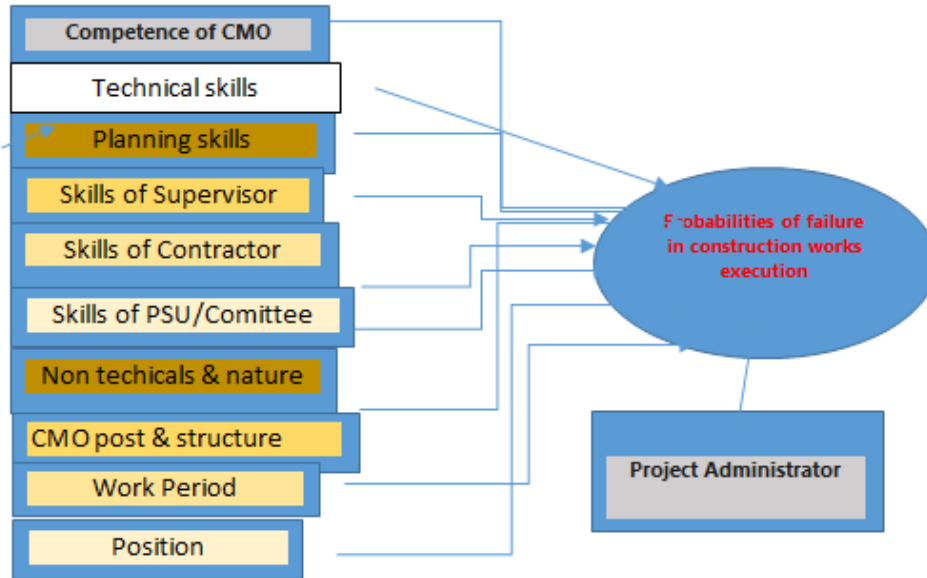 Competence of CMO
Technical skills
Planning skills
Skills of Supervisor
Skills of Contractor
Skills of PSU/Comittee
Non techicals & nature
CMO post & structure
Work Period
Position
Probabilities of failure
in construction works
execution
Project Administrator